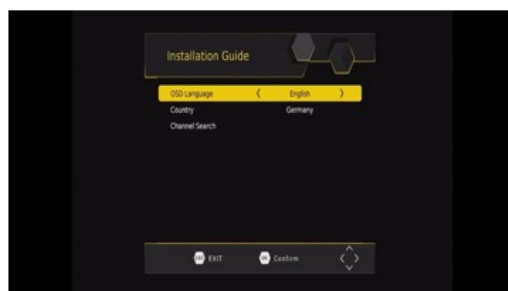 Installation Guide
OSD Language English
Country Germany
Channel Search
EXIT Confirm